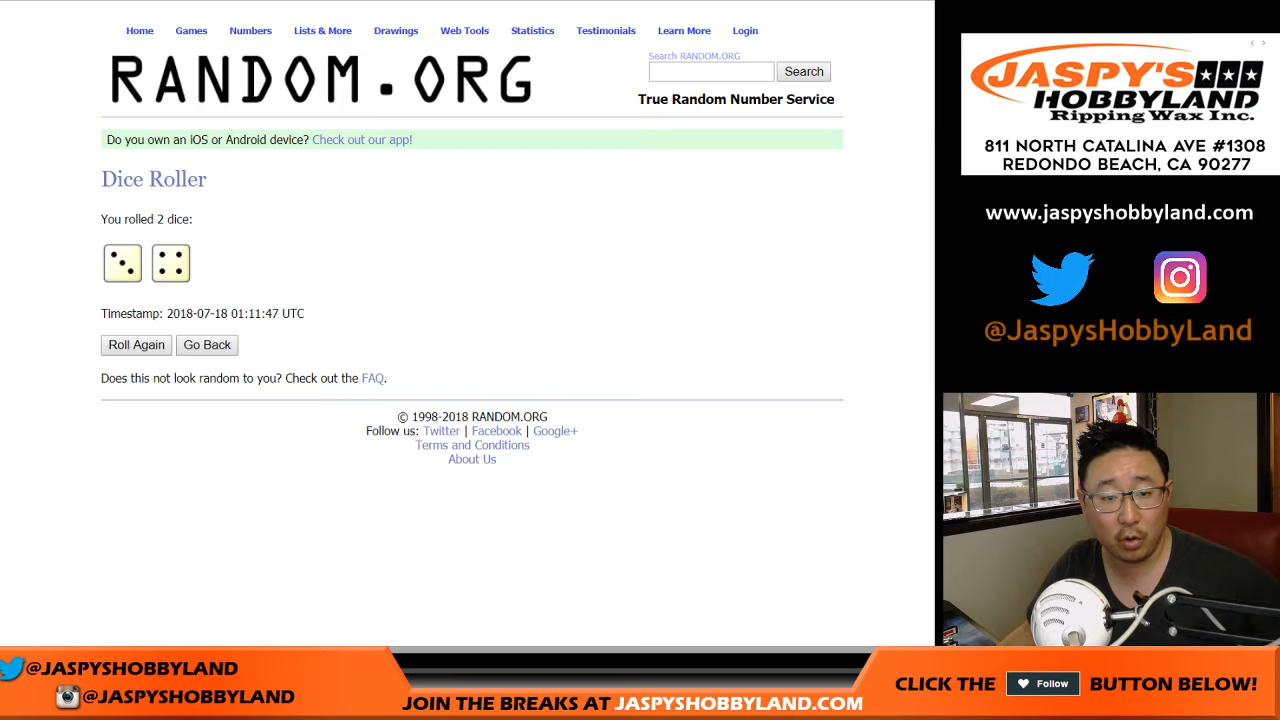 Home Games Numbers Lists & More Drawings Web Tools Statistics Testimonials Learn More Login
RANDOM.ORG
Search RANDOM.ORG
Search
True Random Number Service
Do you own an iOS or Android device? Check out our app!
Dice Roller
You rolled 2 dice:
Timestamp: 2018-07-18 01:11:47 UTC
Roll Again Go Back
Does this not look random to you? Check out the FAQ.
© 1998-2018 RANDOM.ORG
Follow us: Twitter | Facebook | Google+
Terms and Conditions
About Us
JASPY'S
HOBBYLAND
Ripping Wax Inc.
811 NORTH CATALINA AVE #1308
REDONDO BEACH, CA 90277
www.jaspyshobbyland.com
@JaspysHobbyLand
@JASPYSHOBBYLAND
@JASPYSHOBBYLAND
JOIN THE BREAKS AT JASPYSHOBBYLAND.COM
CLICK THE Follow BUTTON BELOW!